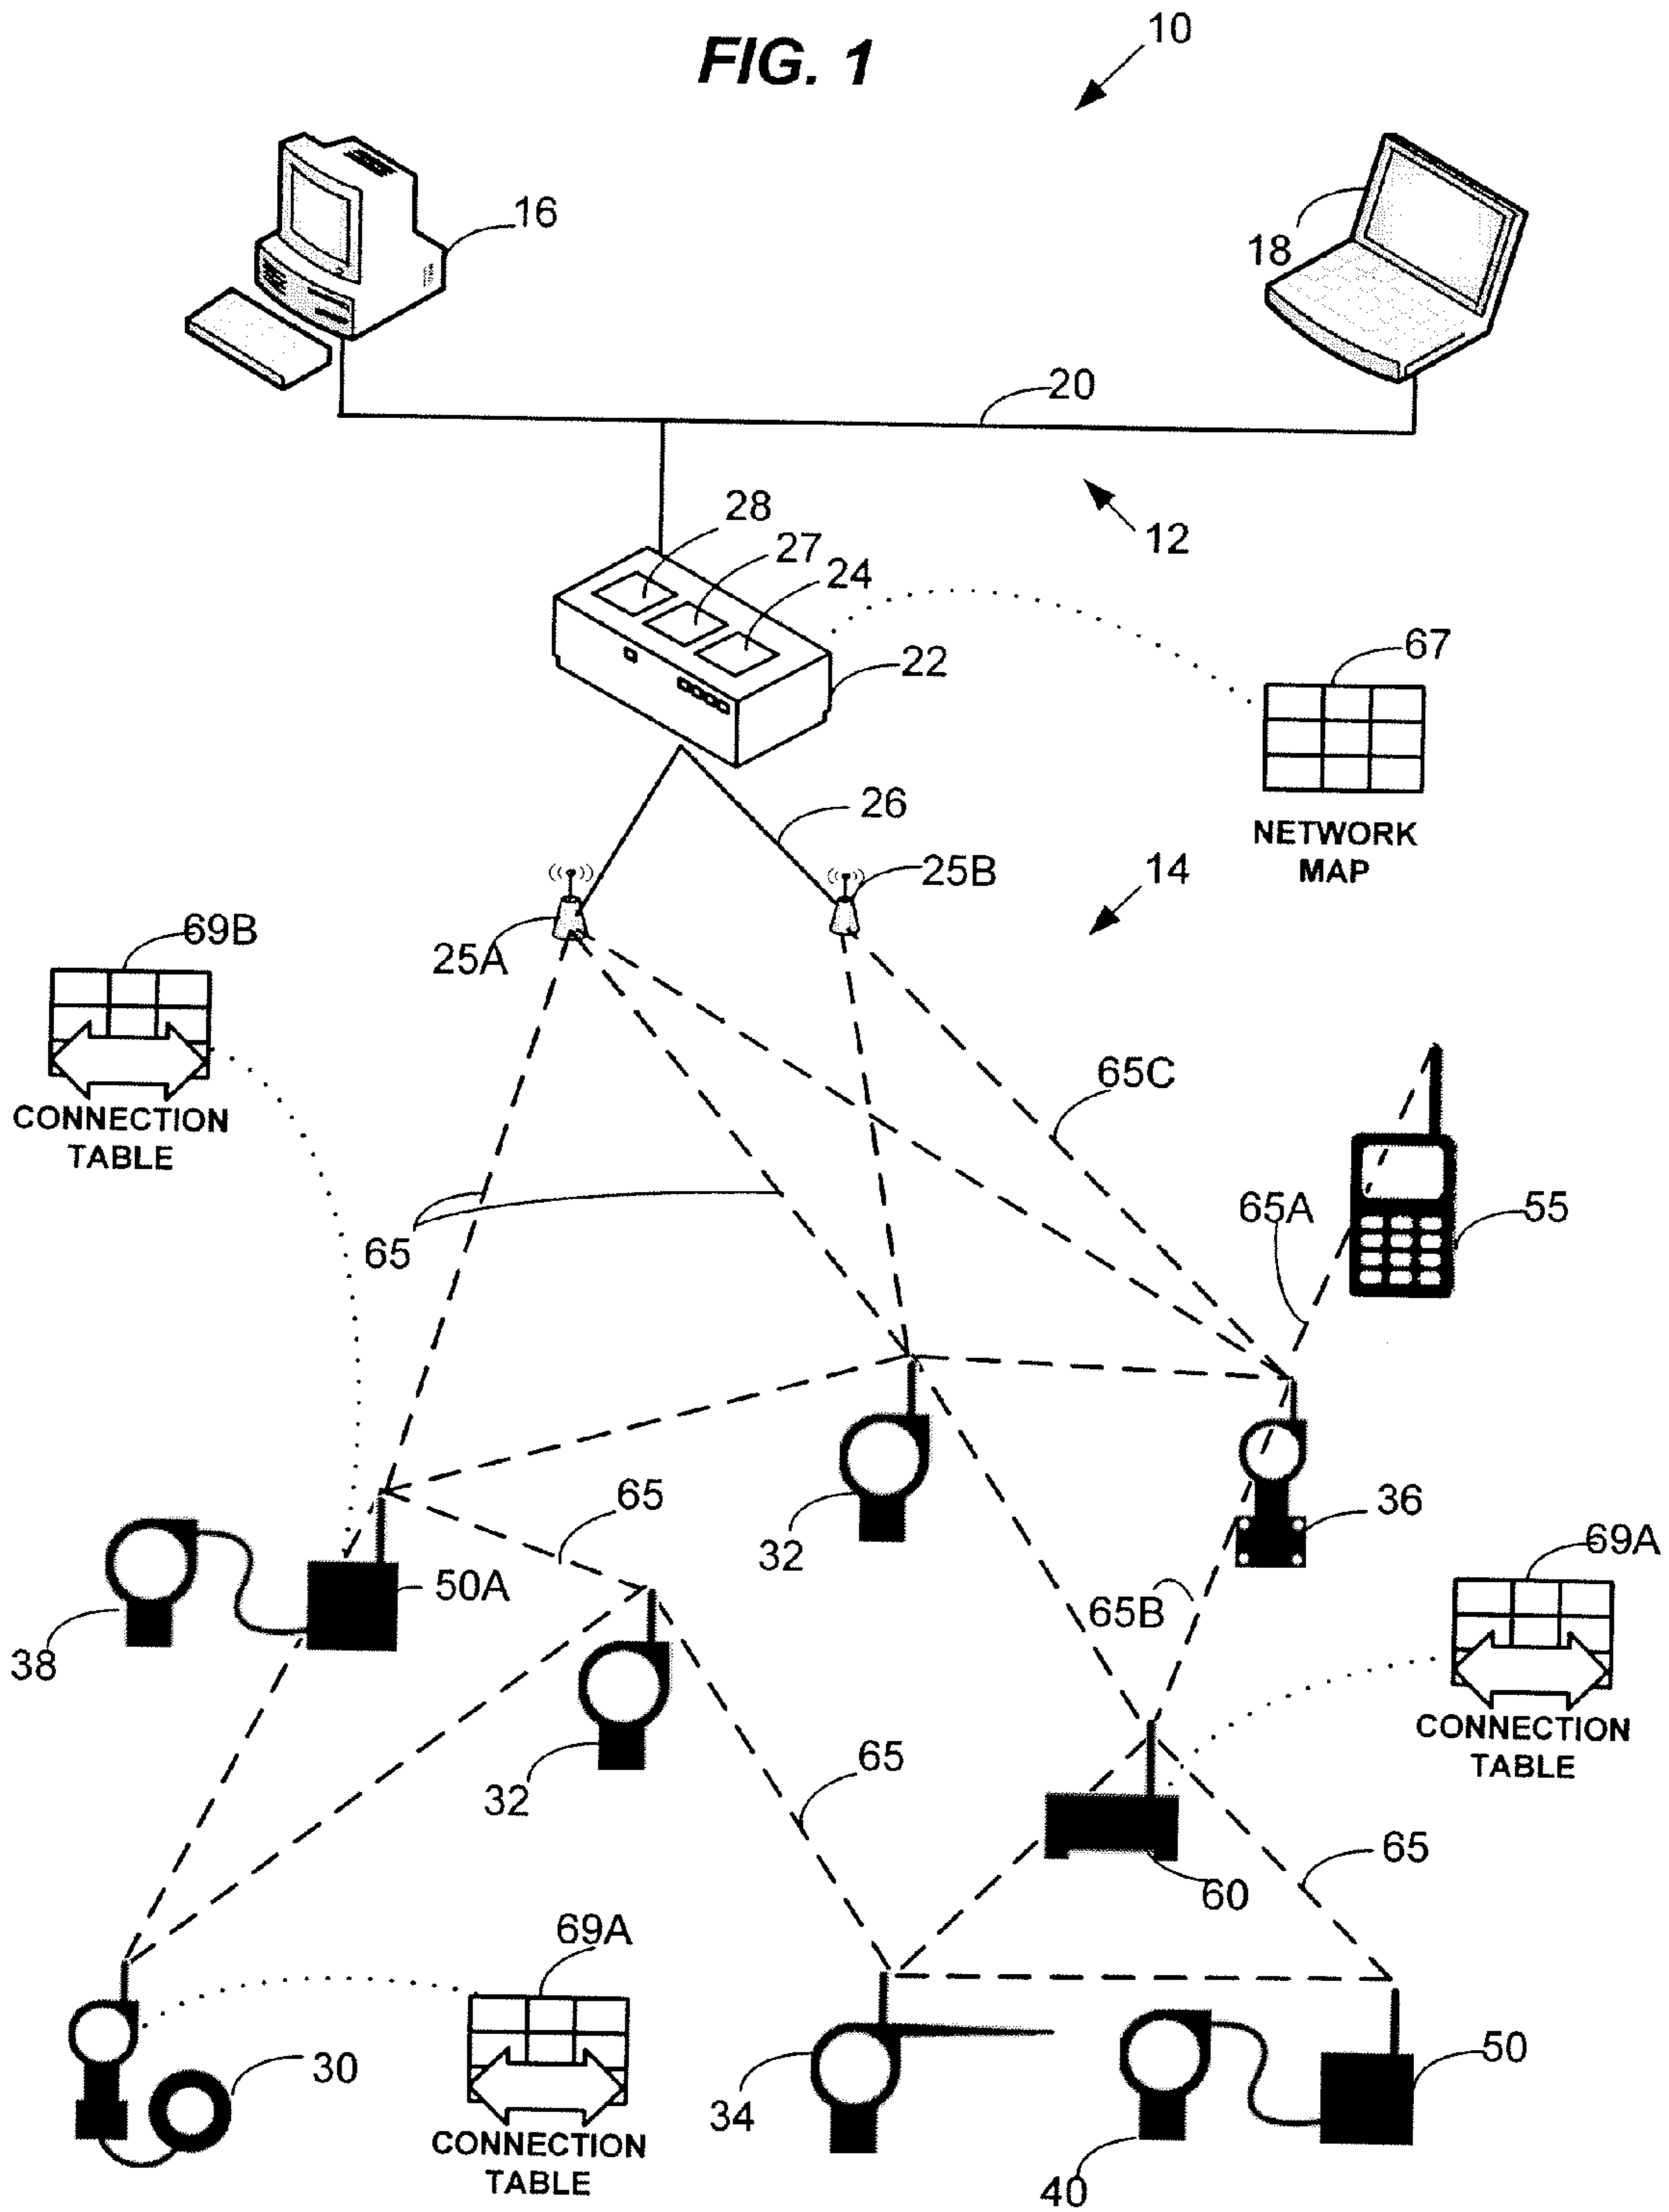 FIG. 1
10
16
18
20
12
28
27
24
22
67
NETWORK
MAP
26
25B
14
25A
69B
CONNECTION
TABLE
65C
65A
55
65
65
32
36
69A
50A
65B
38
CONNECTION
TABLE
32
65
65
60
69A
30
34
50
CONNECTION
TABLE
40